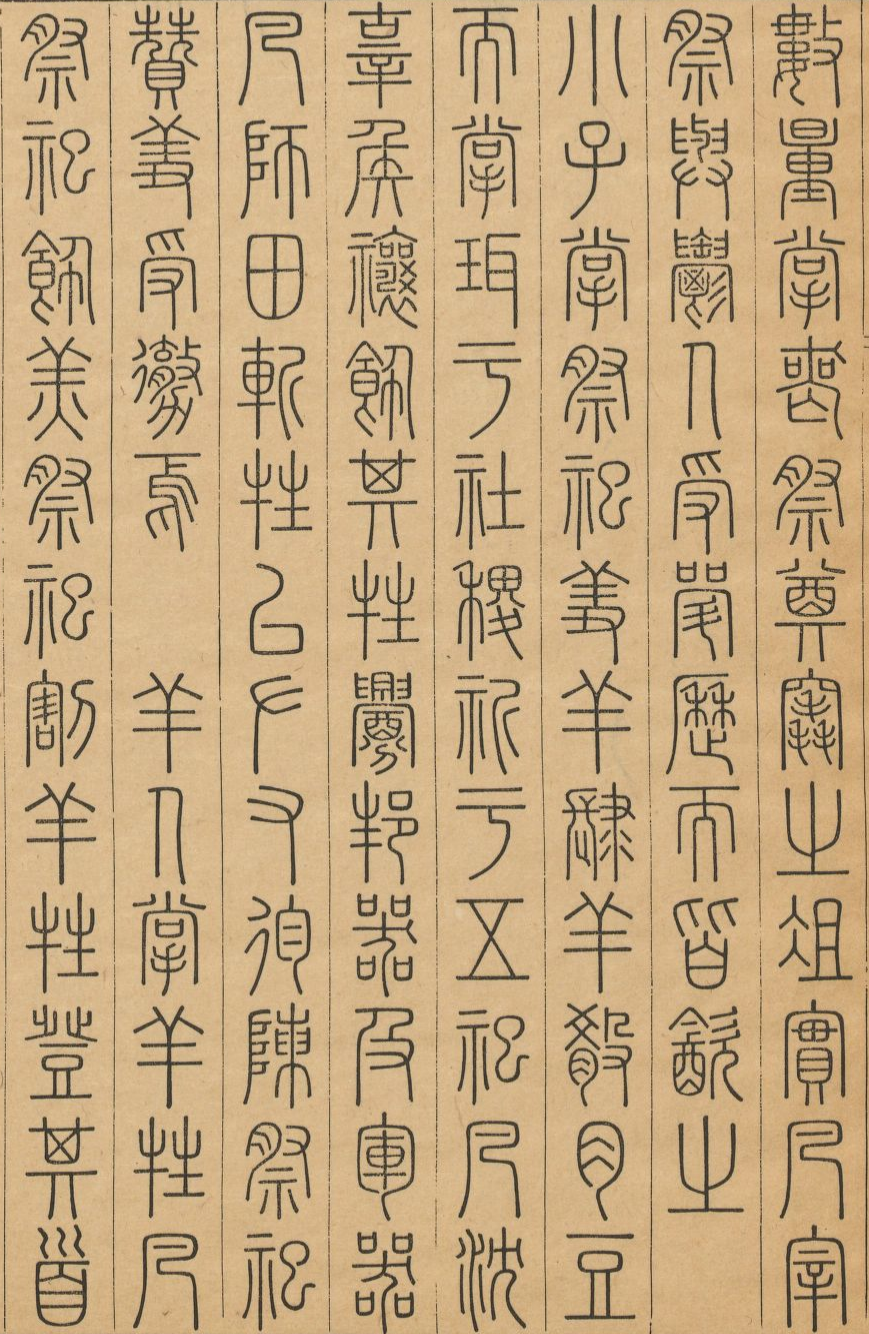 數量掌喪祭奠竁之俎實凡宰
祭與鬱人受斝歷而皆飲之
小子掌祭祀羞羊肆羊殽肉豆
而掌珥于社稷祈于五祀凡沈
辜侯禳飾其牲釁邦器及軍器
凡師田斬牲以左右徇陳祭祀
贊羞受徹焉 羊人掌羊牲凡
祭祀飾羔祭祀割羊牲登其首